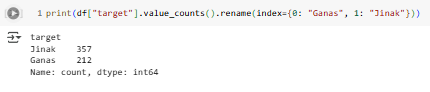 1 print(df["target"].value_counts().rename(index={0: "Ganas", 1: "Jinak"}))
target
Jinak 357
Ganas 212
Name: count, dtype: int64